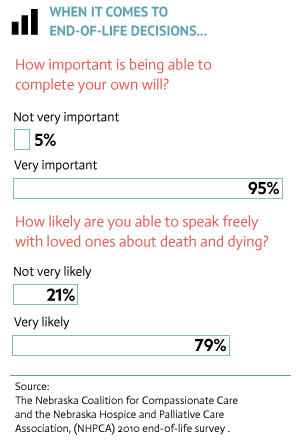 WHEN IT COMES TO
END-OF-LIFE DECISIONS...
How important is being able to
complete your own will?
Not very important
5%
Very important
95%
How likely are you able to speak freely
with loved ones about death and dying?
Not very likely
21%
Very likely
79%
Source:
The Nebraska Coalition for Compassionate Care
and the Nebraska Hospice and Palliative Care
Association, (NHPCA) 2010 end-of-life survey .